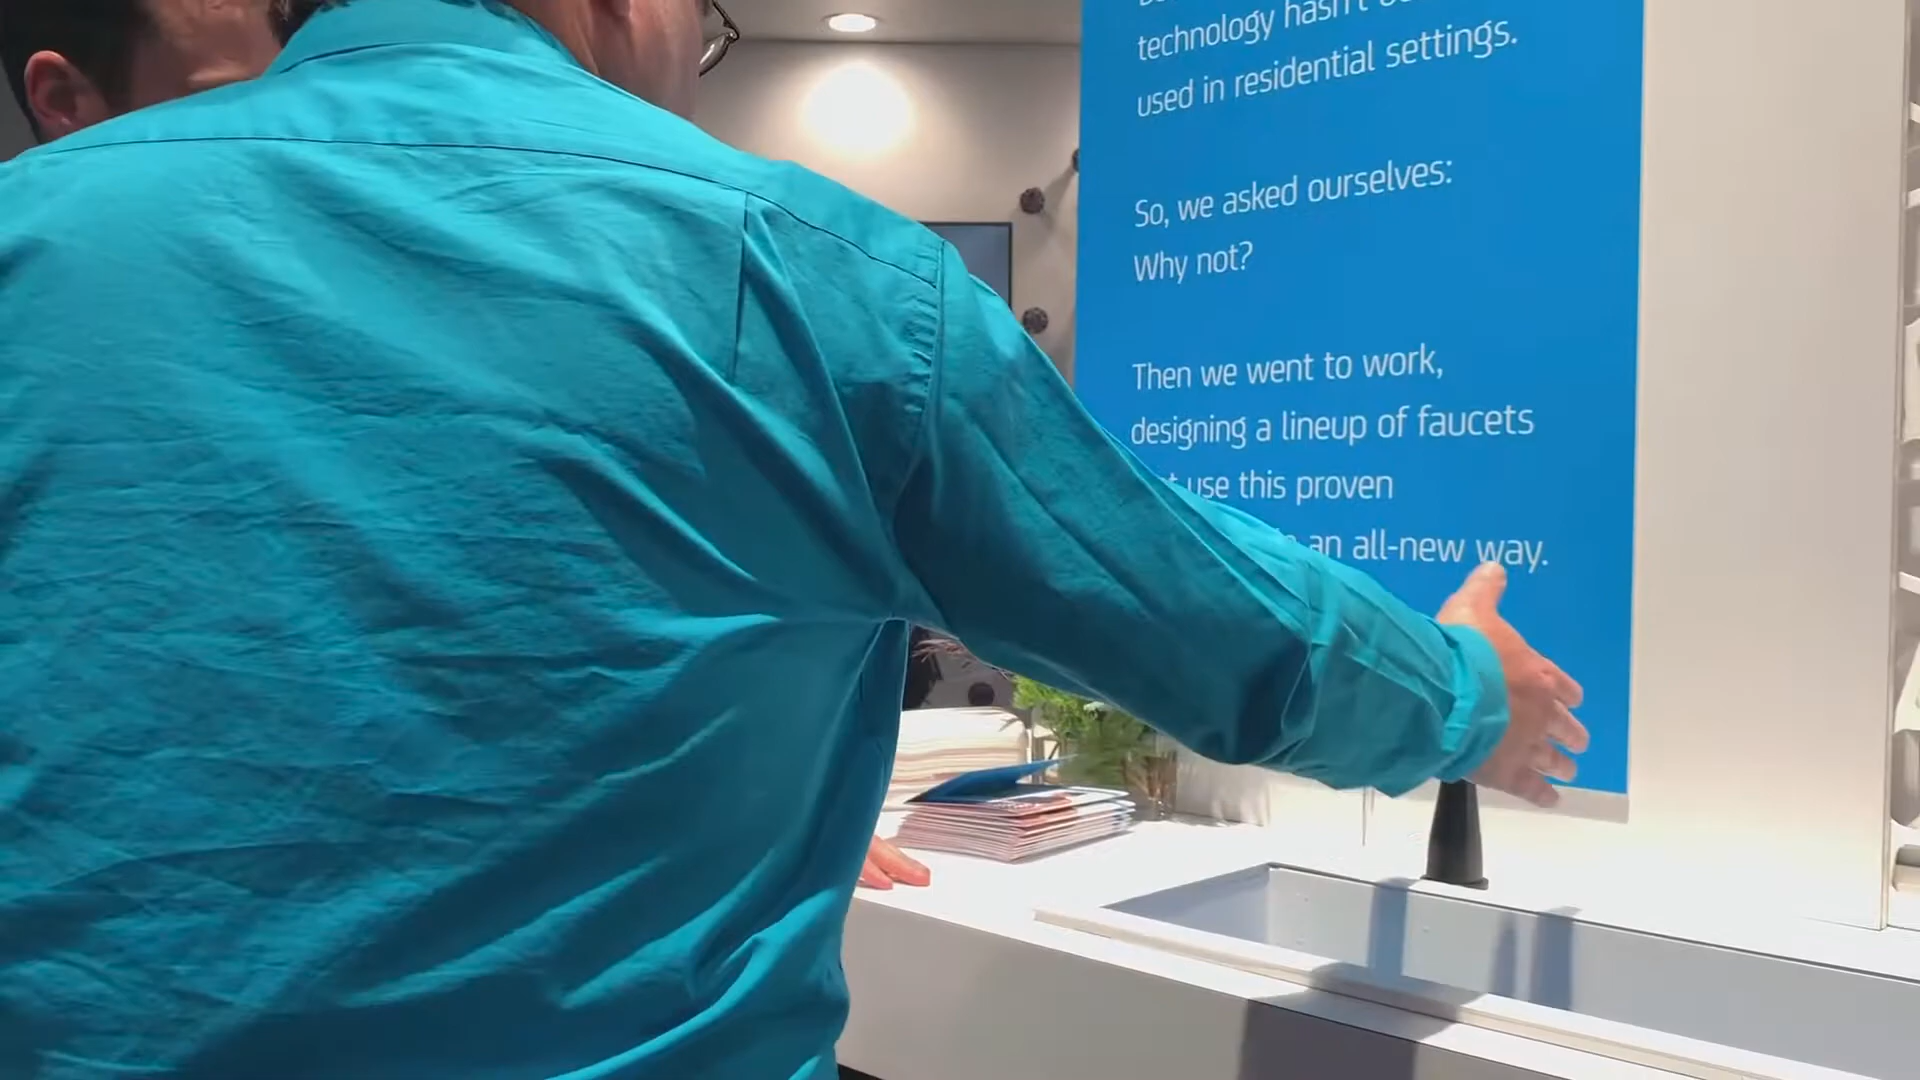 technology hasn't
used in residential settings.
So, we asked ourselves:
Why not?
Then we went to work,
designing a lineup of faucets
use this proven
an all-new way.